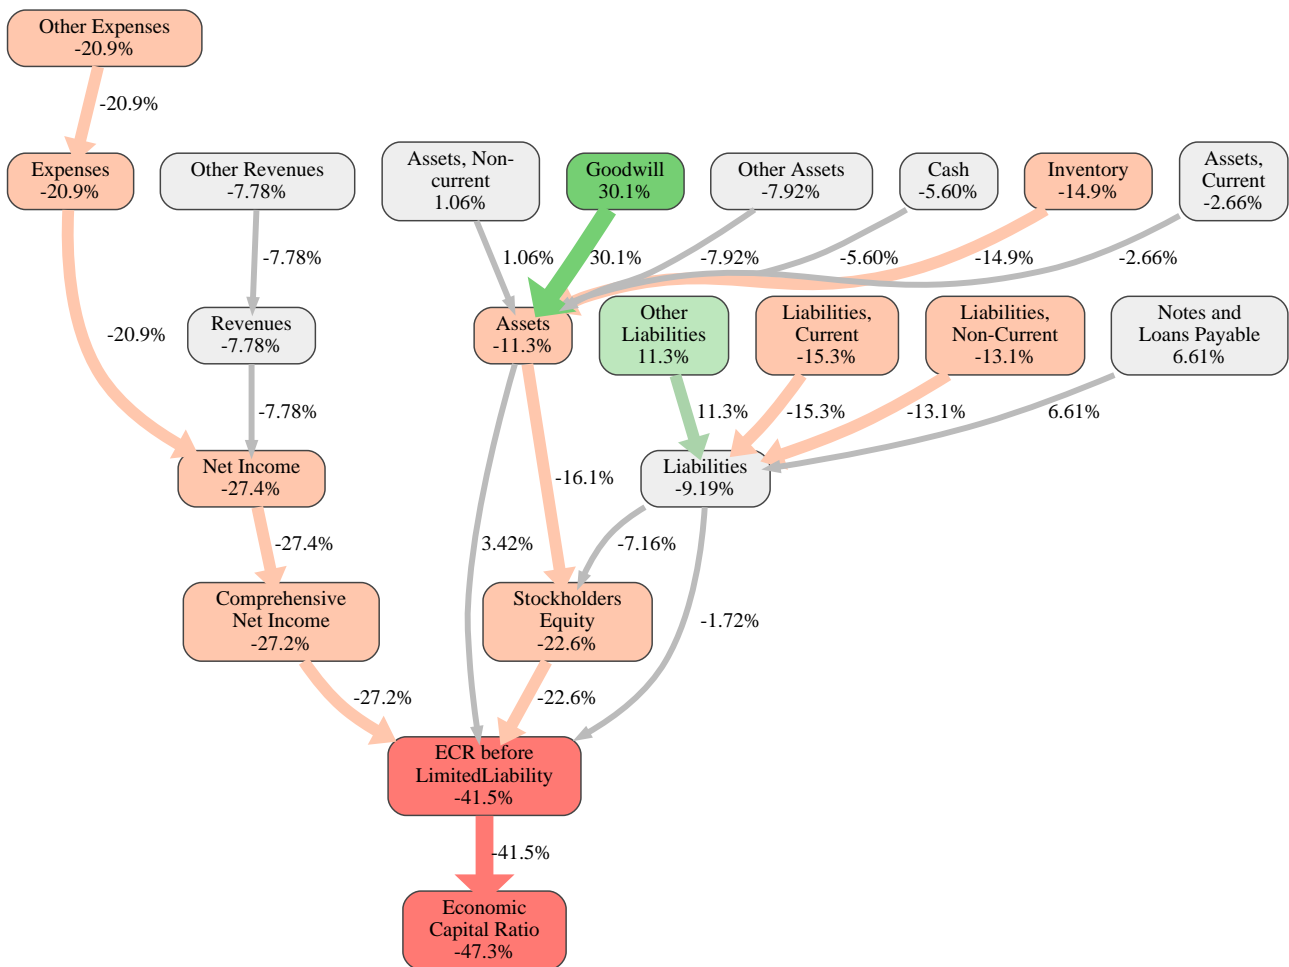 Other Expenses
-20.9%
-20.9%
Expenses
-20.9%
Other Revenues
-7.78%
Assets, Non-
current
1.06%
Goodwill
30.1%
Other Assets
-7.92%
Cash
-5.60%
Inventory
-14.9%
Assets,
Current
-2.66%
-7.78%
1.06%
30.1%
-7.92%
-5.60%
-14.9%
-2.66%
-20.9%
Revenues
-7.78%
Assets
-11.3%
Other
Liabilities
11.3%
Liabilities,
Current
-15.3%
Liabilities,
Non-Current
-13.1%
Notes and
Loans Payable
6.61%
-7.78%
11.3%
-15.3%
-13.1%
6.61%
Net Income
-27.4%
-16.1%
Liabilities
-9.19%
-27.4%
3.42%
-7.16%
Comprehensive
Net Income
-27.2%
Stockholders
Equity
-22.6%
-1.72%
-27.2%
-22.6%
ECR before
LimitedLiability
-41.5%
-41.5%
Economic
Capital Ratio
-47.3%